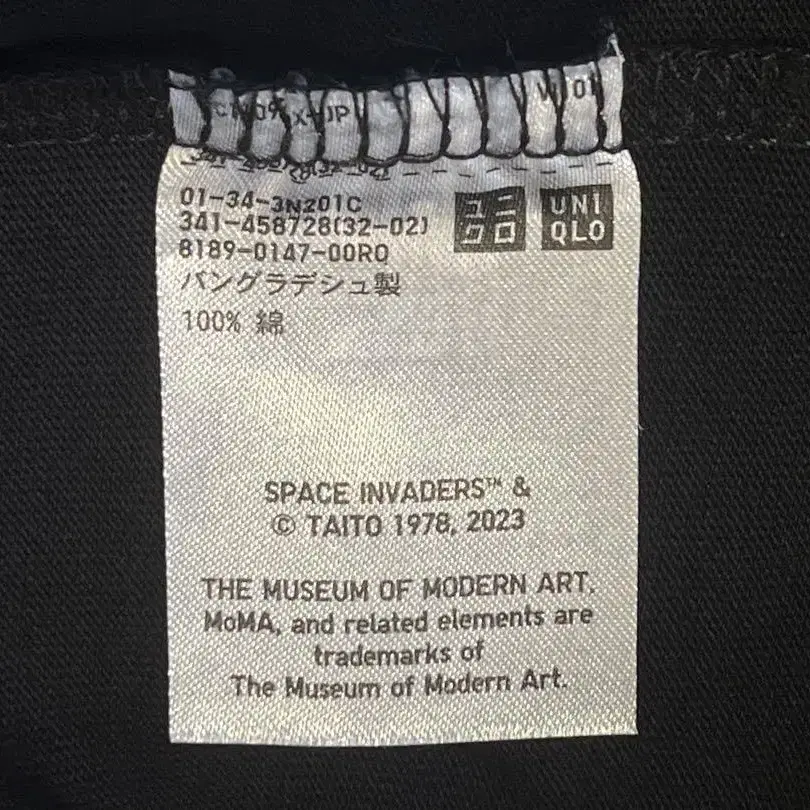 01-34-3N201C
341-458728(32-02)
8189-0147-00RO
バングラデシュ製
100% 綿
ユニ
クロ
UNI
QLO
SPACE INVADERS™ &
© TAITO 1978, 2023
THE MUSEUM OF MODERN ART.
MoMA, and related elements are
trademarks of
The Museum of Modern Art.